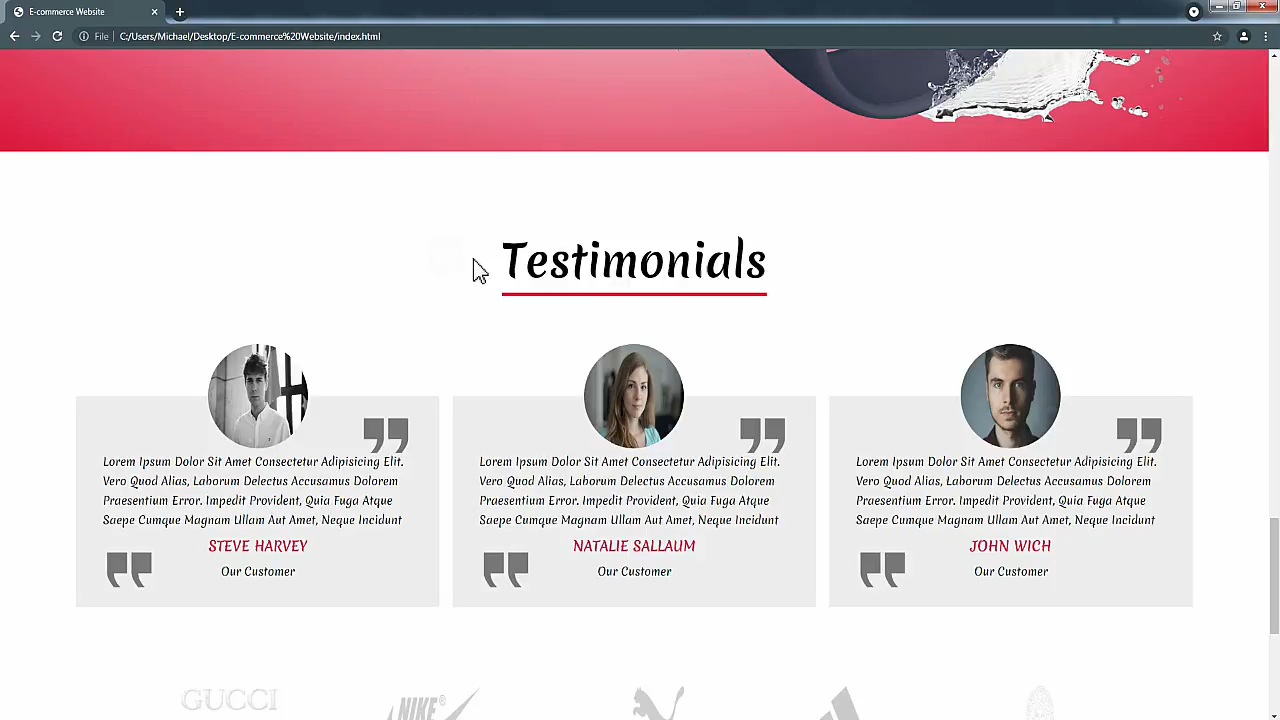 E-commerce Website
File C:/Users/Michael/Desktop/E-commerce%20Website/index.html
Testimonials
Lorem Ipsum Dolor Sit Amet Consectetur Adipisicing Elit.
Vero Quod Alias, Laborum Delectus Accusamus Dolorem
Praesentium Error. Impedit Provident, Quia Fuga Atque
Saepe Cumque Magnam Ullam Aut Amet, Neque Incidunt
STEVE HARVEY
Our Customer
Lorem Ipsum Dolor Sit Amet Consectetur Adipisicing Elit.
Vero Quod Alias, Laborum Delectus Accusamus Dolorem
Praesentium Error. Impedit Provident, Quia Fuga Atque
Saepe Cumque Magnam Ullam Aut Amet, Neque Incidunt
NATALIE SALLAUM
Our Customer
Lorem Ipsum Dolor Sit Amet Consectetur Adipisicing Elit.
Vero Quod Alias, Laborum Delectus Accusamus Dolorem
Praesentium Error. Impedit Provident, Quia Fuga Atque
Saepe Cumque Magnam Ullam Aut Amet, Neque Incidunt
JOHN WICH
Our Customer
GUCCI
NIKE®